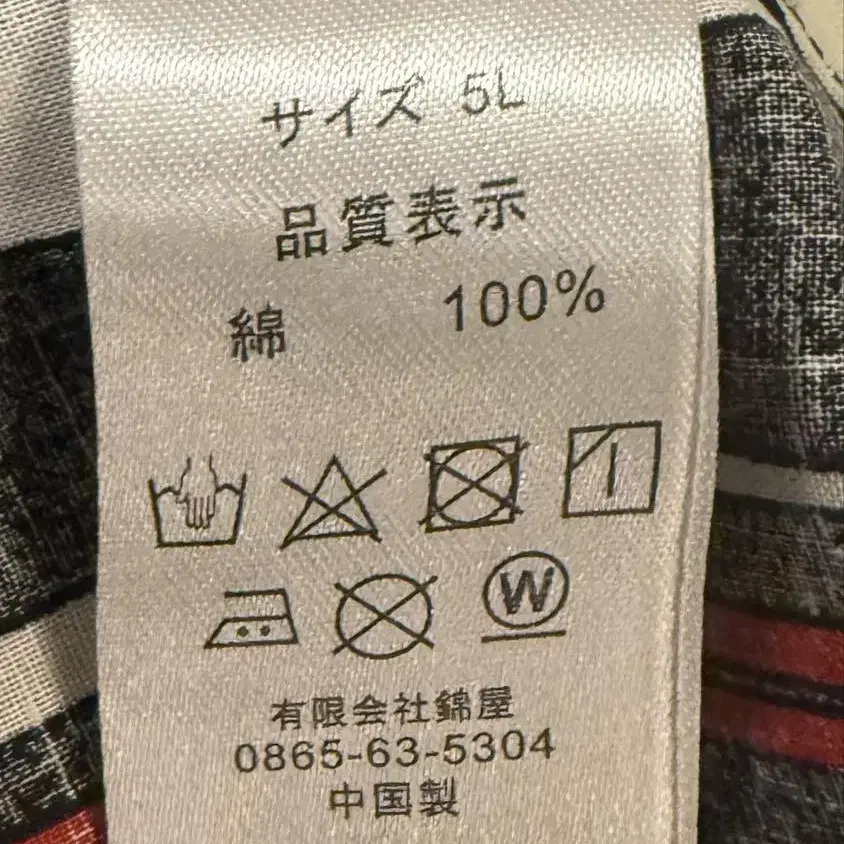 サイズ 5L
品質表示
綿 100%
W
有限会社錦屋
0865-63-5304
中国製